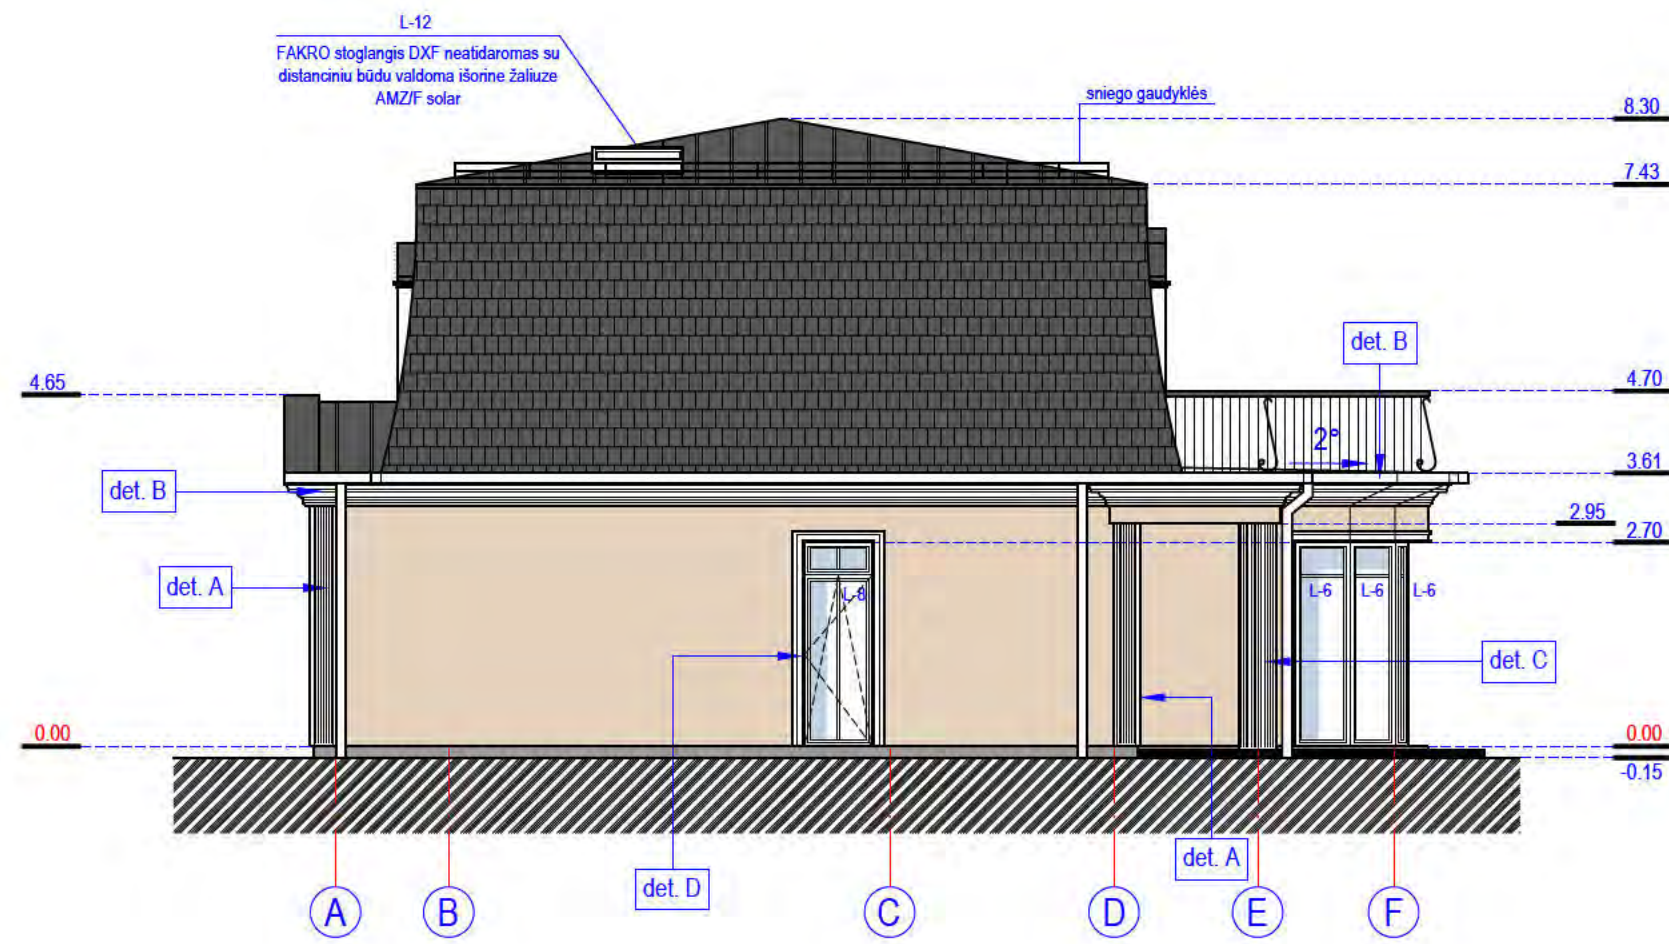 L-12
FAKRO stoglangis DXF neatidaromas su
distanciniu būdu valdoma išorine žaliuze
AMZ/F solar
sniego gaudyklės
8.30
7.43
det. B
4.65
4.70
2°
3.61
det. B
2.95
2.70
det. A
L-8
L-6
L-6
L-6
det. C
0.00
0.00
-0.15
det. A
det. D
A
B
C
D
E
F